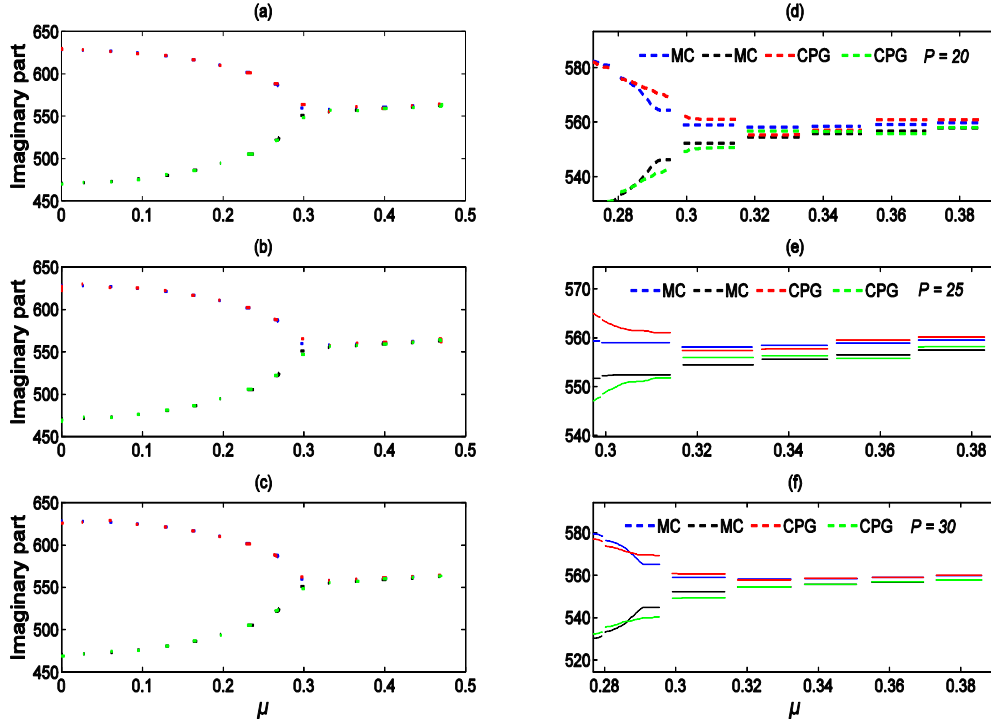 (a)
Imaginary part
650
600
550
500
450
0 0.1 0.2 0.3 0.4 0.5
(d)
MC MC CPG CPG P = 20
580
560
540
0.28 0.3 0.32 0.34 0.36 0.38
(b)
Imaginary part
650
600
550
500
450
400
0 0.1 0.2 0.3 0.4 0.5
(e)
MC MC CPG CPG P = 25
570
560
550
540
0.3 0.32 0.34 0.36 0.38
(c)
Imaginary part
650
600
550
500
450
0 0.1 0.2 0.3 0.4 0.5
μ
(f)
MC MC CPG CPG P = 30
580
560
540
520
0.28 0.3 0.32 0.34 0.36 0.38
μ